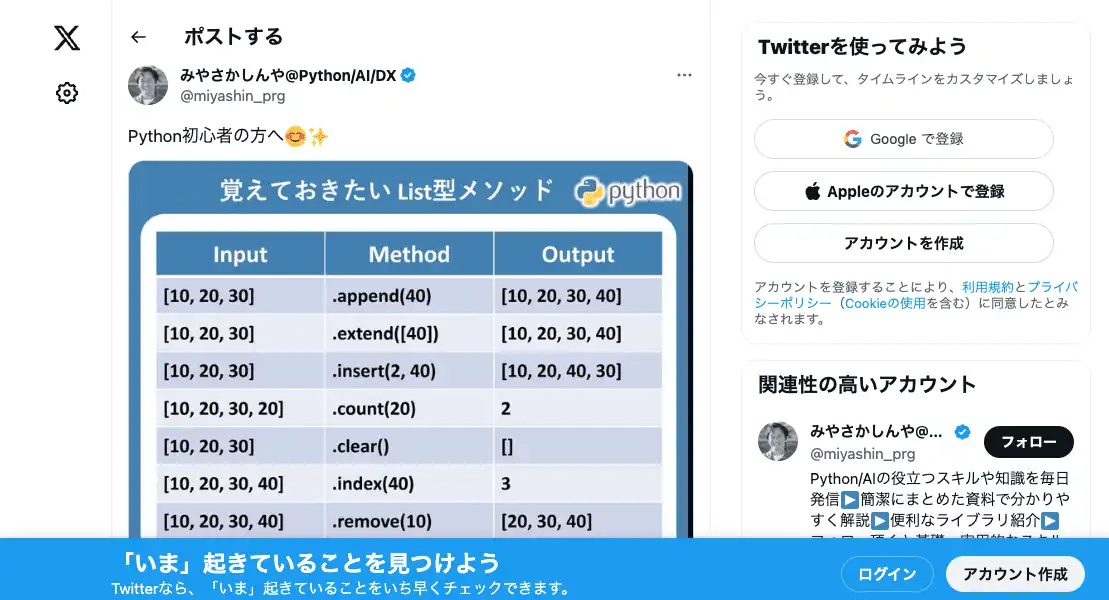 ポストする
みやさかしんや@Python/AI/DX
@miyashin_prg
Python初心者の方へ😊✨
覚えておきたい List型メソッド
python
Input Method Output
[10, 20, 30] .append(40) [10, 20, 30, 40]
[10, 20, 30] .extend([40]) [10, 20, 30, 40]
[10, 20, 30] .insert(2, 40) [10, 20, 40, 30]
[10, 20, 30, 20] .count(20) 2
[10, 20, 30] .clear() []
[10, 20, 30, 40] .index(40) 3
[10, 20, 30, 40] .remove(10) [20, 30, 40]
Twitterを使ってみよう
今すぐ登録して、タイムラインをカスタマイズしましょ
う。
Google で登録
Appleのアカウントで登録
アカウントを作成
アカウントを登録することにより、利用規約とプライバ
シーポリシー（Cookieの使用を含む）に同意したとみ
なされます。
関連性の高いアカウント
みやさかしんや@...
@miyashin_prg
フォロー
Python/AIの役立つスキルや知識を毎日
発信▶️簡潔にまとめた資料で分かりや
すく解説▶️便利なライブラリ紹介▶️
「いま」起きていることを見つけよう
Twitterなら、「いま」起きていることをいち早くチェックできます。
ログイン
アカウント作成